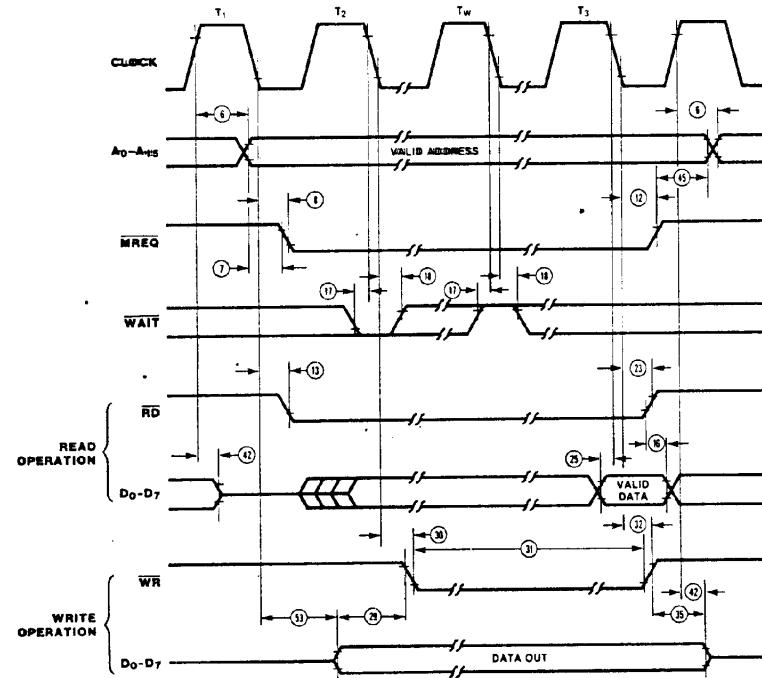 T1 T2 Tw T3
CLOCK
6 6
A0-A15 VALID ADDRESS
45
8 12
MREQ
7
17 18 17 18
WAIT
13 23
RD
READ
OPERATION
42 25 16
D0-D7 VALID
DATA
32
30 31
WR
42
WRITE
OPERATION
53 29 35
D0-D7 DATA OUT